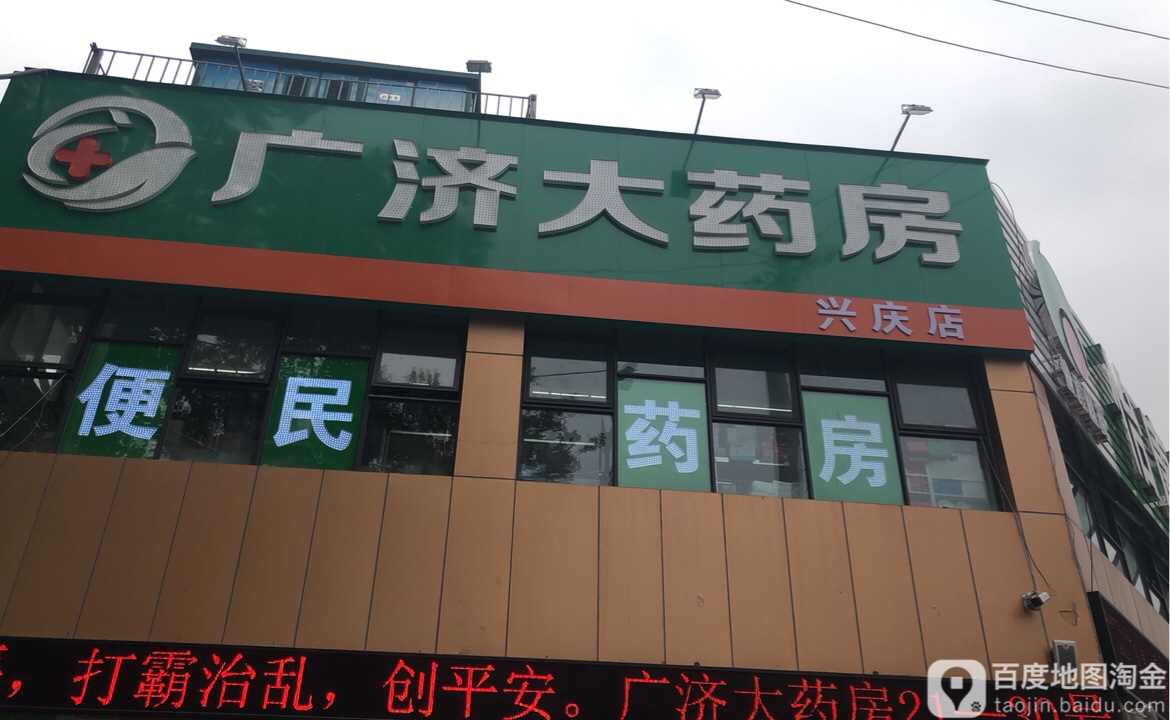 广济大药房
兴庆店
便民药房
，打霸治乱，创平安。广济大药房2
百度地图淘金
taojin.baidu.com